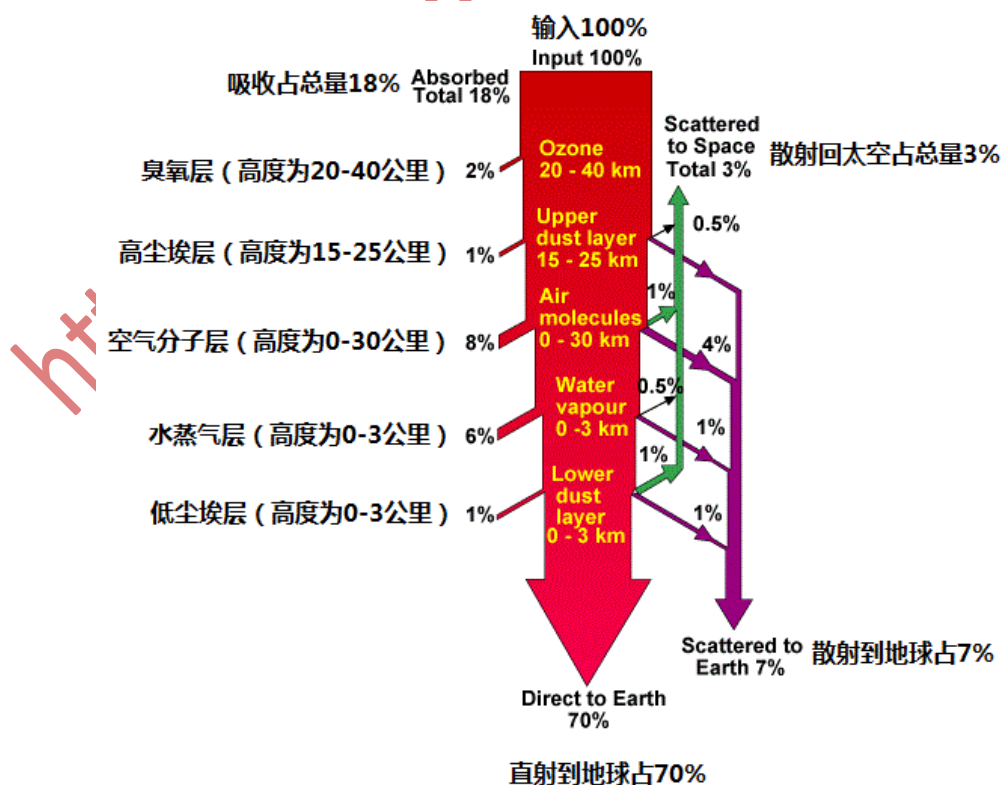 输入100%
Input 100%
吸收占总量18%
Absorbed
Total 18%
Scattered
to Space
Total 3%
散射回太空占总量3%
臭氧层（高度为20-40公里）
2%
Ozone
20 - 40 km
高尘埃层（高度为15-25公里）
1%
Upper
dust layer
15 - 25 km
0.5%
空气分子层（高度为0-30公里）
8%
Air
molecules
0 - 30 km
1%
4%
水蒸气层（高度为0-3公里）
6%
Water
vapour
0 -3 km
0.5%
1%
低尘埃层（高度为0-3公里）
1%
Lower
dust
layer
0 - 3 km
1%
1%
Scattered to
Earth 7%
散射到地球占7%
Direct to Earth
70%
直射到地球占70%
htt